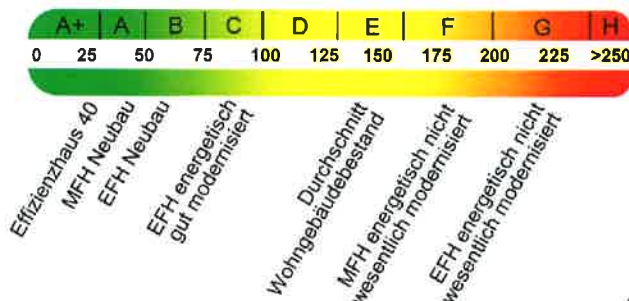 A+ A B C D E F G H
0 25 50 75 100 125 150 175 200 225 >250
Effizienzhaus 40
MFH Neubau
EFH Neubau
EFH energetisch
gut modernisiert
Durchschnitt
Wohngebäudebestand
MFH energetisch nicht
wesentlich modernisiert
EFH energetisch nicht
wesentlich modernisiert